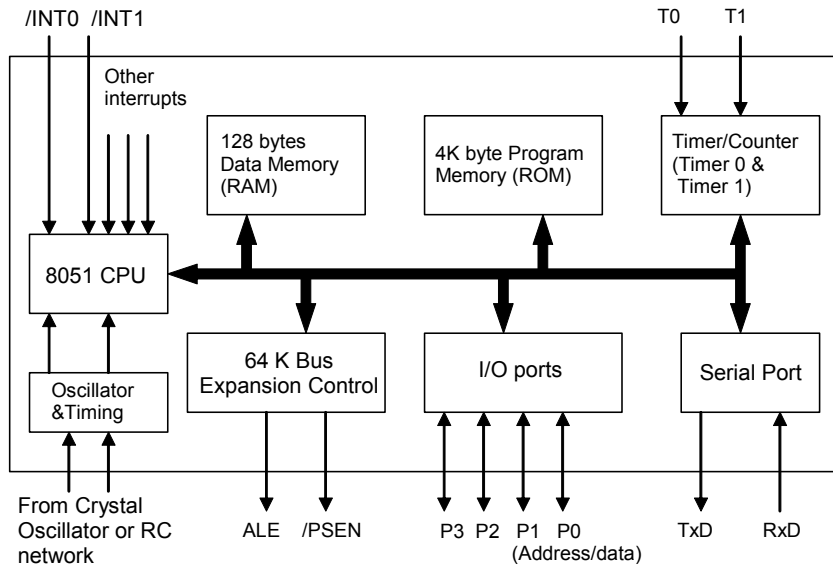 /INT0 /INT1
T0 T1
Other
interrupts
128 bytes
Data Memory
(RAM)
4K byte Program
Memory (ROM)
Timer/Counter
(Timer 0 &
Timer 1)
8051 CPU
64 K Bus
Expansion Control
I/O ports
Serial Port
Oscillator
&Timing
From Crystal
Oscillator or RC
network
ALE /PSEN
P3 P2 P1 P0
(Address/data)
TxD RxD